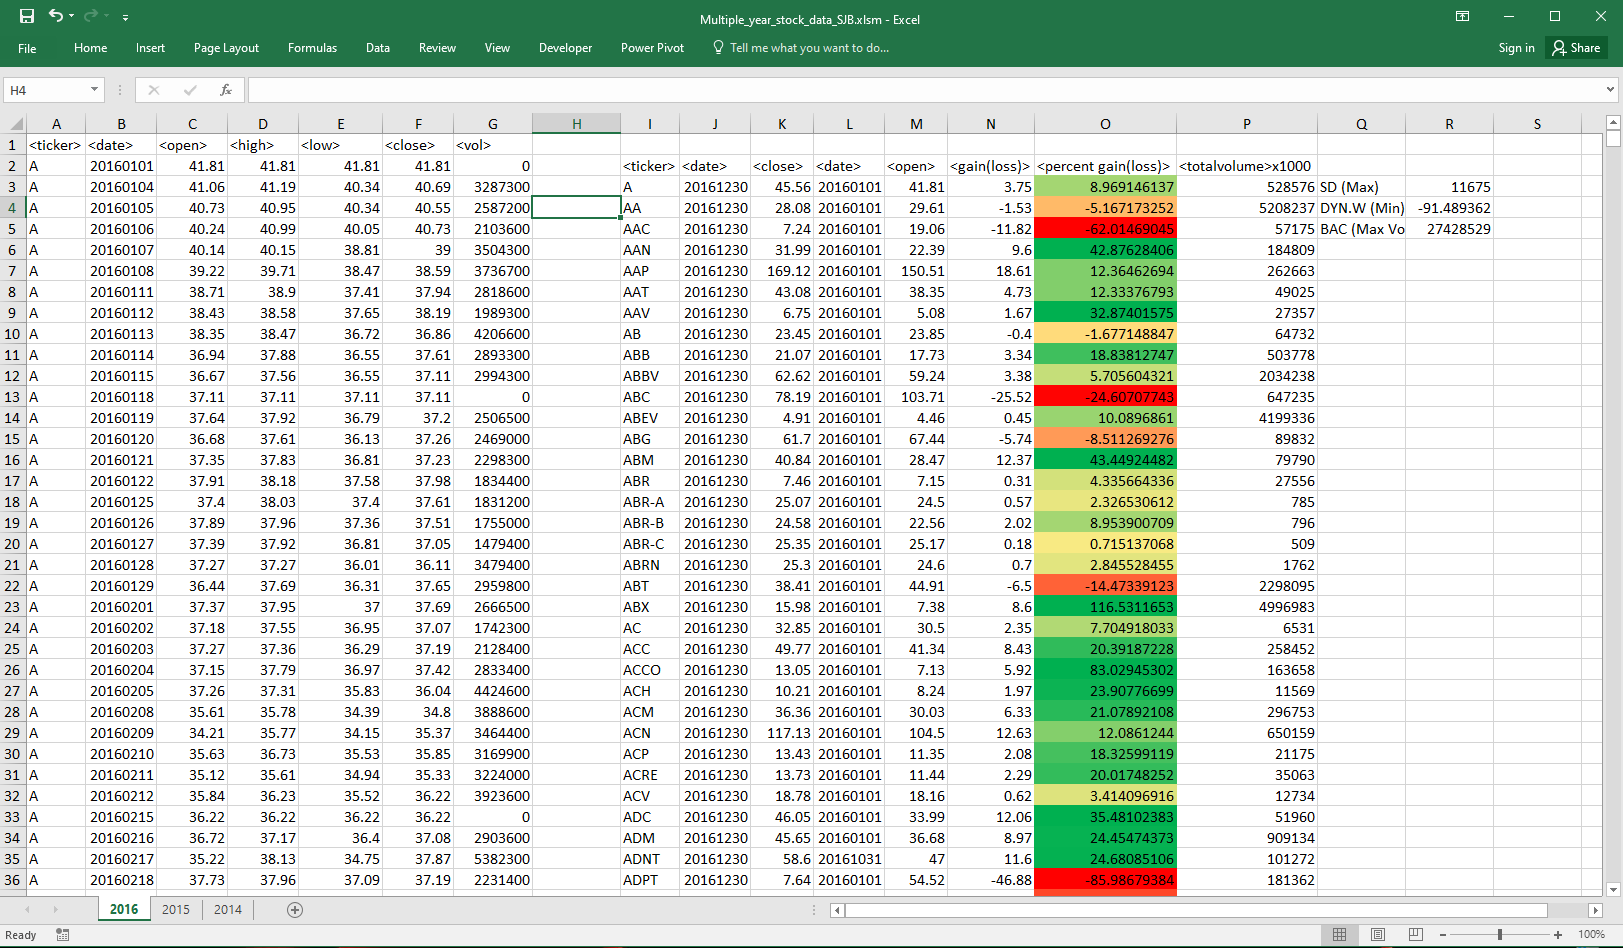 Multiple_year_stock_data_SJB.xlsm - Excel
File Home Insert Page Layout Formulas Data Review View Developer Power Pivot Tell me what you want to do... Sign in Share
H4 fx
A B C D E F G H I J K L M N O P Q R S
1 <ticker> <date> <open> <high> <low> <close> <vol>
2 A 20160101 41.81 41.81 41.81 41.81 0 <ticker> <date> <close> <date> <open> <gain(loss)> <percent gain(loss)> <totalvolume>x1000
3 A 20160104 41.06 41.19 40.34 40.69 3287300 A 20161230 45.56 20160101 41.81 3.75 8.969146137 528576 SD (Max) 11675
4 A 20160105 40.73 40.95 40.34 40.55 2587200 AA 20161230 28.08 20160101 29.61 -1.53 -5.167173252 5208237 DYN.W (Min) -91.489362
5 A 20160106 40.24 40.99 40.05 40.73 2103600 AAC 20161230 7.24 20160101 19.06 -11.82 -62.01469045 57175 BAC (Max Vo 27428529
6 A 20160107 40.14 40.15 38.81 39 3504300 AAN 20161230 31.99 20160101 22.39 9.6 42.87628406 184809
7 A 20160108 39.22 39.71 38.47 38.59 3736700 AAP 20161230 169.12 20160101 150.51 18.61 12.36462694 262663
8 A 20160111 38.71 38.9 37.41 37.94 2818600 AAT 20161230 43.08 20160101 38.35 4.73 12.33376793 49025
9 A 20160112 38.43 38.58 37.65 38.19 1989300 AAV 20161230 6.75 20160101 5.08 1.67 32.87401575 27357
10 A 20160113 38.35 38.47 36.72 36.86 4206600 AB 20161230 23.45 20160101 23.85 -0.4 -1.677148847 64732
11 A 20160114 36.94 37.88 36.55 37.61 2893300 ABB 20161230 21.07 20160101 17.73 3.34 18.83812747 503778
12 A 20160115 36.67 37.56 36.55 37.11 2994300 ABBV 20161230 62.62 20160101 59.24 3.38 5.705604321 2034238
13 A 20160118 37.11 37.11 37.11 37.11 0 ABC 20161230 78.19 20160101 103.71 -25.52 -24.60707743 647235
14 A 20160119 37.64 37.92 36.79 37.2 2506500 ABEV 20161230 4.91 20160101 4.46 0.45 10.0896861 4199336
15 A 20160120 36.68 37.61 36.13 37.26 2469000 ABG 20161230 61.7 20160101 67.44 -5.74 -8.511269276 89832
16 A 20160121 37.35 37.83 36.81 37.23 2298300 ABM 20161230 40.84 20160101 28.47 12.37 43.44924482 79790
17 A 20160122 37.91 38.18 37.58 37.98 1834400 ABR 20161230 7.46 20160101 7.15 0.31 4.335664336 27556
18 A 20160125 37.4 38.03 37.4 37.61 1831200 ABR-A 20161230 25.07 20160101 24.5 0.57 2.326530612 785
19 A 20160126 37.89 37.96 37.36 37.51 1755000 ABR-B 20161230 24.58 20160101 22.56 2.02 8.953900709 796
20 A 20160127 37.39 37.92 36.81 37.05 1479400 ABR-C 20161230 25.35 20160101 25.17 0.18 0.715137068 509
21 A 20160128 37.27 37.27 36.01 36.11 3479400 ABRN 20161230 25.3 20160101 24.6 0.7 2.845528455 1762
22 A 20160129 36.44 37.69 36.31 37.65 2959800 ABT 20161230 38.41 20160101 44.91 -6.5 -14.47339123 2298095
23 A 20160201 37.37 37.95 37 37.69 2666500 ABX 20161230 15.98 20160101 7.38 8.6 116.5311653 4996983
24 A 20160202 37.18 37.55 36.95 37.07 1742300 AC 20161230 32.85 20160101 30.5 2.35 7.704918033 6531
25 A 20160203 37.27 37.36 36.29 37.19 2128400 ACC 20161230 49.77 20160101 41.34 8.43 20.39187228 258452
26 A 20160204 37.15 37.79 36.97 37.42 2833400 ACCO 20161230 13.05 20160101 7.13 5.92 83.02945302 163658
27 A 20160205 37.26 37.31 35.83 36.04 4424600 ACH 20161230 10.21 20160101 8.24 1.97 23.90776699 11569
28 A 20160208 35.61 35.78 34.39 34.8 3888600 ACM 20161230 36.36 20160101 30.03 6.33 21.07892108 296753
29 A 20160209 34.21 35.77 34.15 35.37 3464400 ACN 20161230 117.13 20160101 104.5 12.63 12.0861244 650159
30 A 20160210 35.63 36.73 35.53 35.85 3169900 ACP 20161230 13.43 20160101 11.35 2.08 18.32599119 21175
31 A 20160211 35.12 35.61 34.94 35.33 3224000 ACRE 20161230 13.73 20160101 11.44 2.29 20.01748252 35063
32 A 20160212 35.84 36.23 35.52 36.22 3923600 ACV 20161230 18.78 20160101 18.16 0.62 3.414096916 12734
33 A 20160215 36.22 36.22 36.22 36.22 0 ADC 20161230 46.05 20160101 33.99 12.06 35.48102383 51960
34 A 20160216 36.72 37.17 36.4 37.08 2903600 ADM 20161230 45.65 20160101 36.68 8.97 24.45474373 909134
35 A 20160217 35.22 38.13 34.75 37.87 5382300 ADNT 20161230 58.6 20161031 47 11.6 24.68085106 101272
36 A 20160218 37.73 37.96 37.09 37.19 2231400 ADPT 20161230 7.64 20160101 54.52 -46.88 -85.98679384 181362
2016 2015 2014
Ready 100%